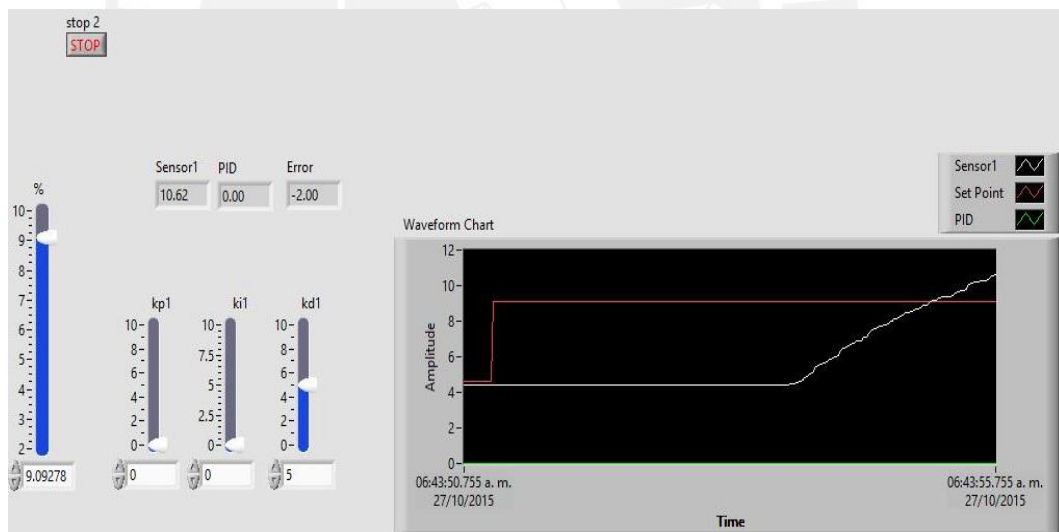 stop 2
STOP
Sensor1 PID Error
10.62 0.00 -2.00
%
10
9
8
7
6
5
4
3
2
9.09278
kp1
10
8
6
4
2
0
0
ki1
10
7.5
5
2.5
0
0
kd1
10
8
6
4
2
0
5
Sensor1
Set Point
PID
Waveform Chart
12
10
8
6
4
2
0
Amplitude
06:43:50.755 a. m.
27/10/2015
06:43:55.755 a. m.
27/10/2015
Time